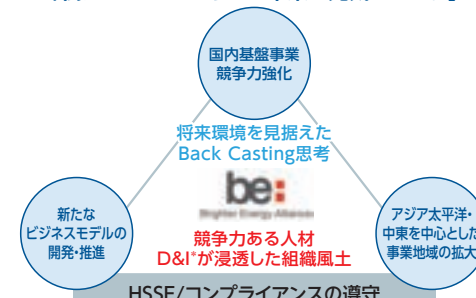 国内基盤事業
競争力強化
将来環境を見据えた
Back Casting思考
be:
Brighter Energy Alliance
新たな
ビジネスモデルの
開発・推進
競争力ある人材
D&I*が浸透した組織風土
アジア太平洋・
中東を中心とした
事業地域の拡大
HSSE/コンプライアンスの遵守